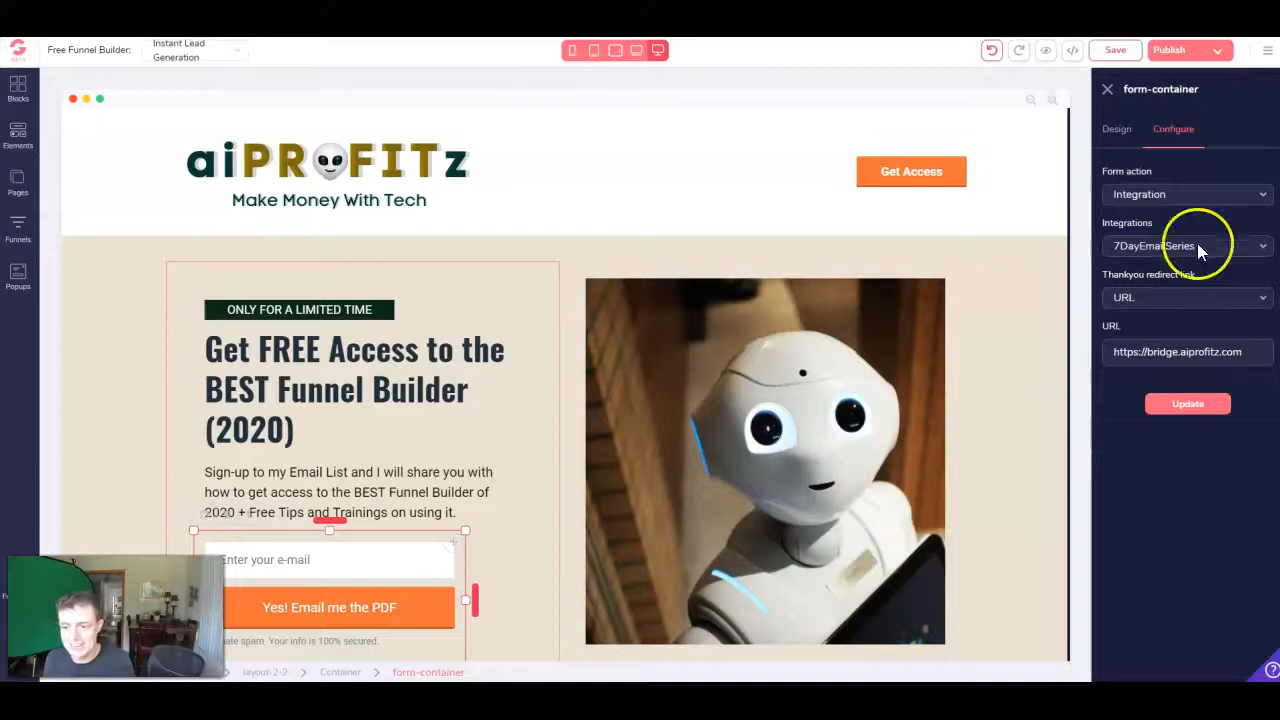 Free Funnel Builder:
Instant Lead
Generation
Save
Publish
BETA
Blocks
Elements
Pages
Funnels
Popups
aiPROFITz
Make Money With Tech
Get Access
ONLY FOR A LIMITED TIME
Get FREE Access to the
BEST Funnel Builder
(2020)
Sign-up to my Email List and I will share you with
how to get access to the BEST Funnel Builder of
2020 + Free Tips and Trainings on using it.
Enter your e-mail
Yes! Email me the PDF
spam. Your info is 100% secured.
layout-2-2
Container
form-container
form-container
Design
Configure
Form action
Integration
Integrations
7DayEmailSeries
Thankyou redirect link
URL
URL
https://bridge.aiprofitz.com
Update
?